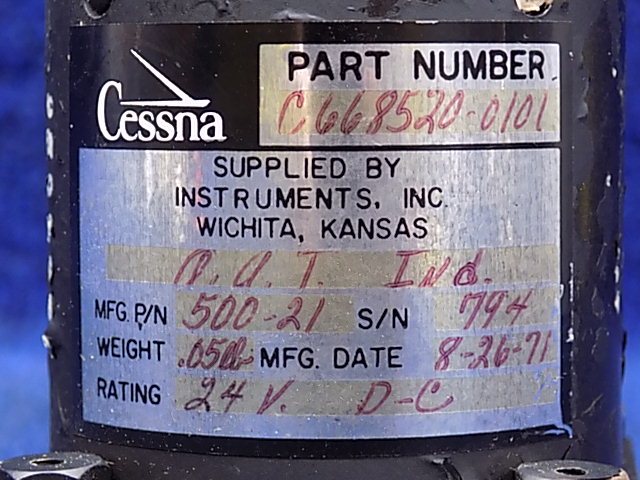 Cessna
PART NUMBER
C668520-0101
SUPPLIED BY
INSTRUMENTS, INC.
WICHITA, KANSAS
R.A.T. Ind.
MFG. P/N 500-21 S/N 794
WEIGHT MFG. DATE 8-26-71
RATING 24 V. D-C